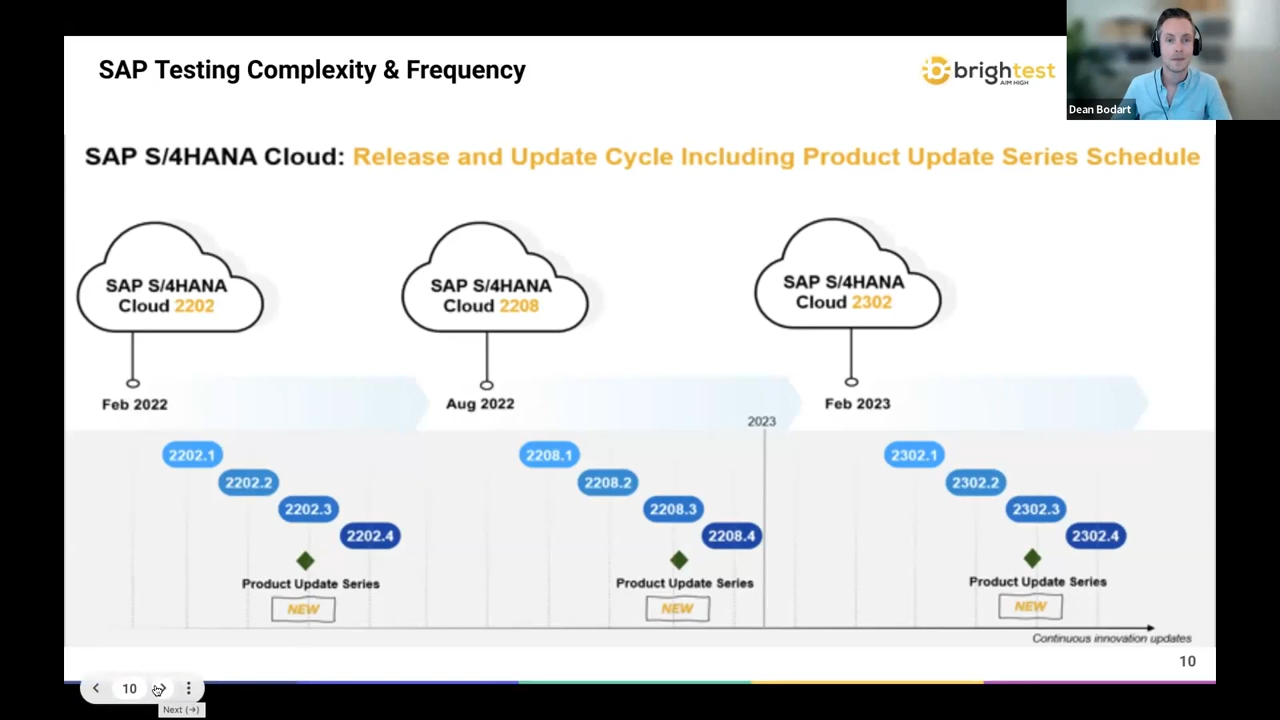 SAP Testing Complexity & Frequency
brightest
AIM HIGH
Dean Bodart
SAP S/4HANA Cloud: Release and Update Cycle Including Product Update Series Schedule
SAP S/4HANA
Cloud 2202
SAP S/4HANA
Cloud 2208
SAP S/4HANA
Cloud 2302
Feb 2022
Aug 2022
Feb 2023
2023
2202.1
2202.2
2202.3
2202.4
Product Update Series
NEW
2208.1
2208.2
2208.3
2208.4
Product Update Series
NEW
2302.1
2302.2
2302.3
2302.4
Product Update Series
NEW
Continuous innovation updates
10
10
Next (→)